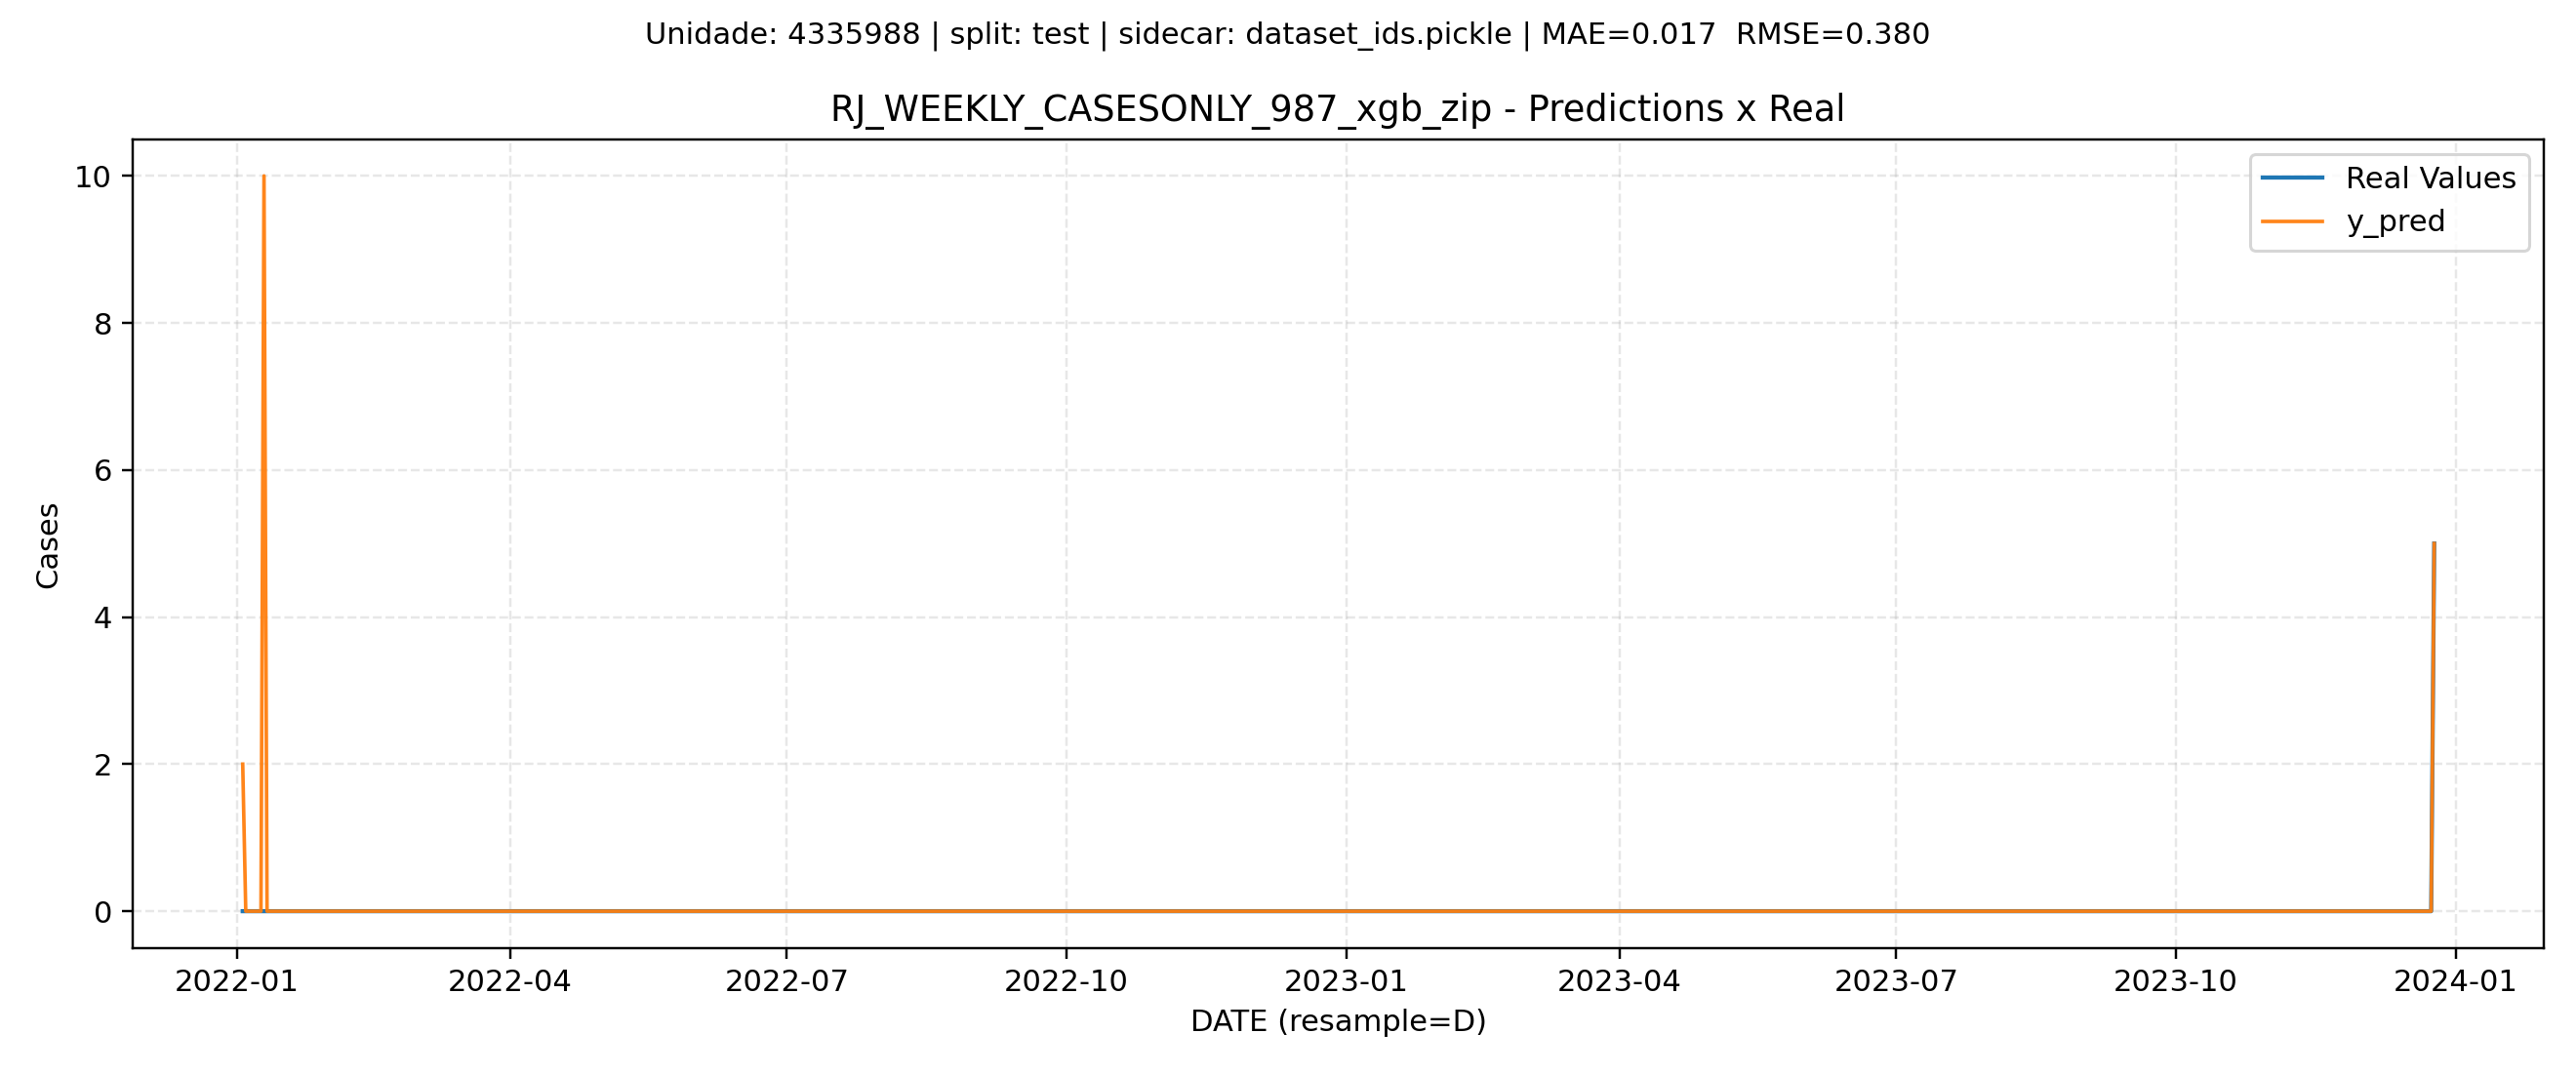 Unidade: 4335988 | split: test | sidecar: dataset_ids.pickle | MAE=0.017  RMSE=0.380
RJ_WEEKLY_CASESONLY_987_xgb_zip - Predictions x Real
Real Values
y_pred
10
8
6
4
2
0
Cases
2022-01
2022-04
2022-07
2022-10
2023-01
2023-04
2023-07
2023-10
2024-01
DATE (resample=D)